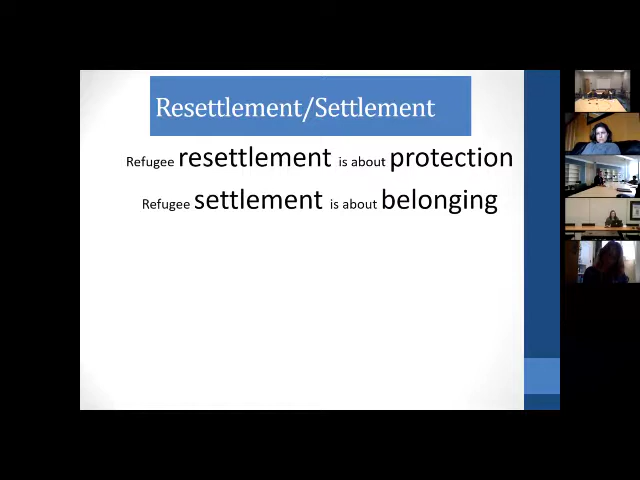 Resettlement/Settlement
Refugee resettlement is about protection
Refugee settlement is about belonging